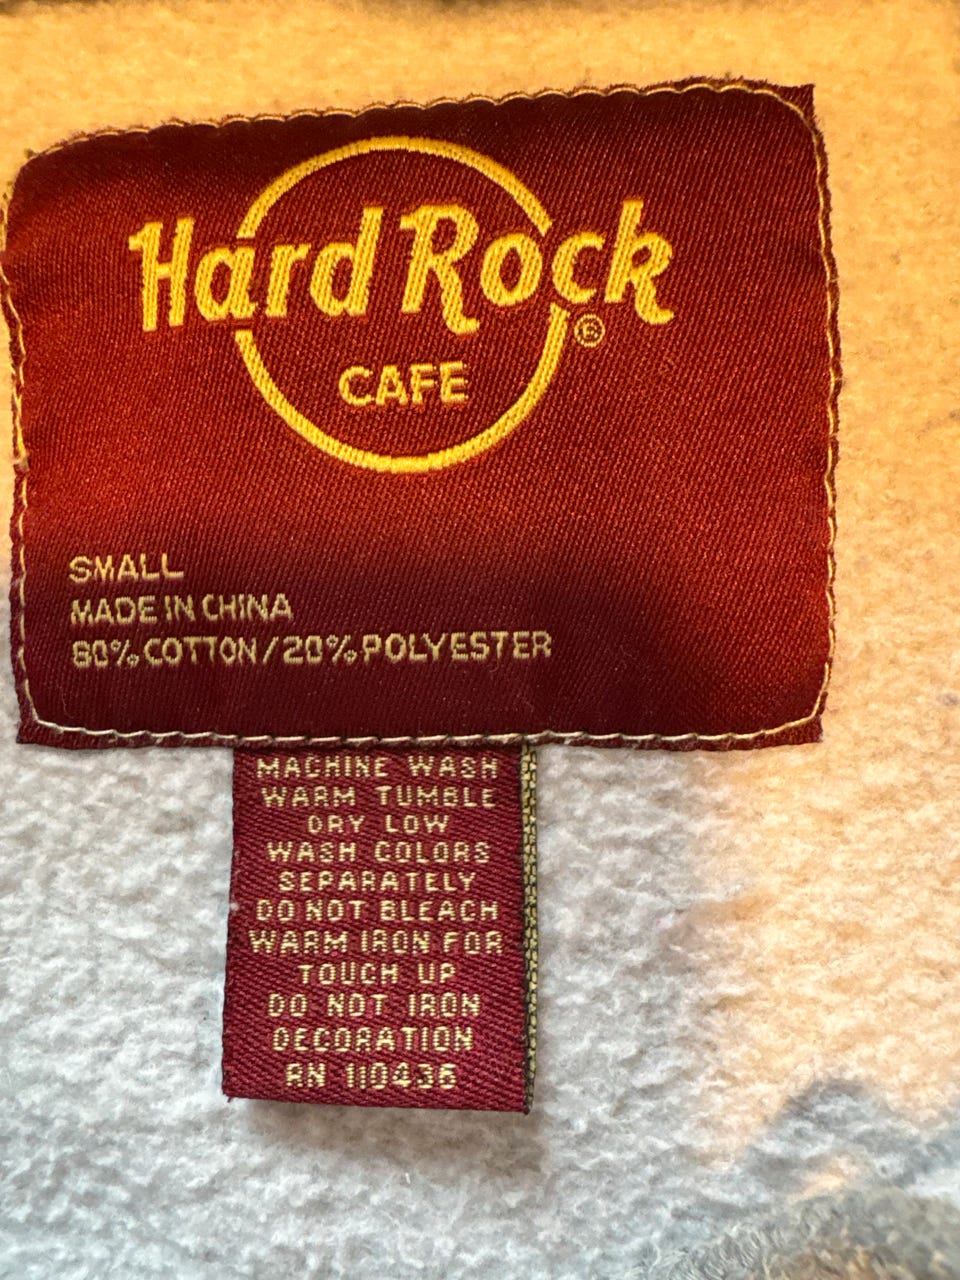 Hard Rock
®
CAFE
SMALL
MADE IN CHINA
80% COTTON/20% POLYESTER
MACHINE WASH
WARM TUMBLE
DRY LOW
WASH COLORS
SEPARATELY
DO NOT BLEACH
WARM IRON FOR
TOUCH UP
DO NOT IRON
DECORATION
RN 110436